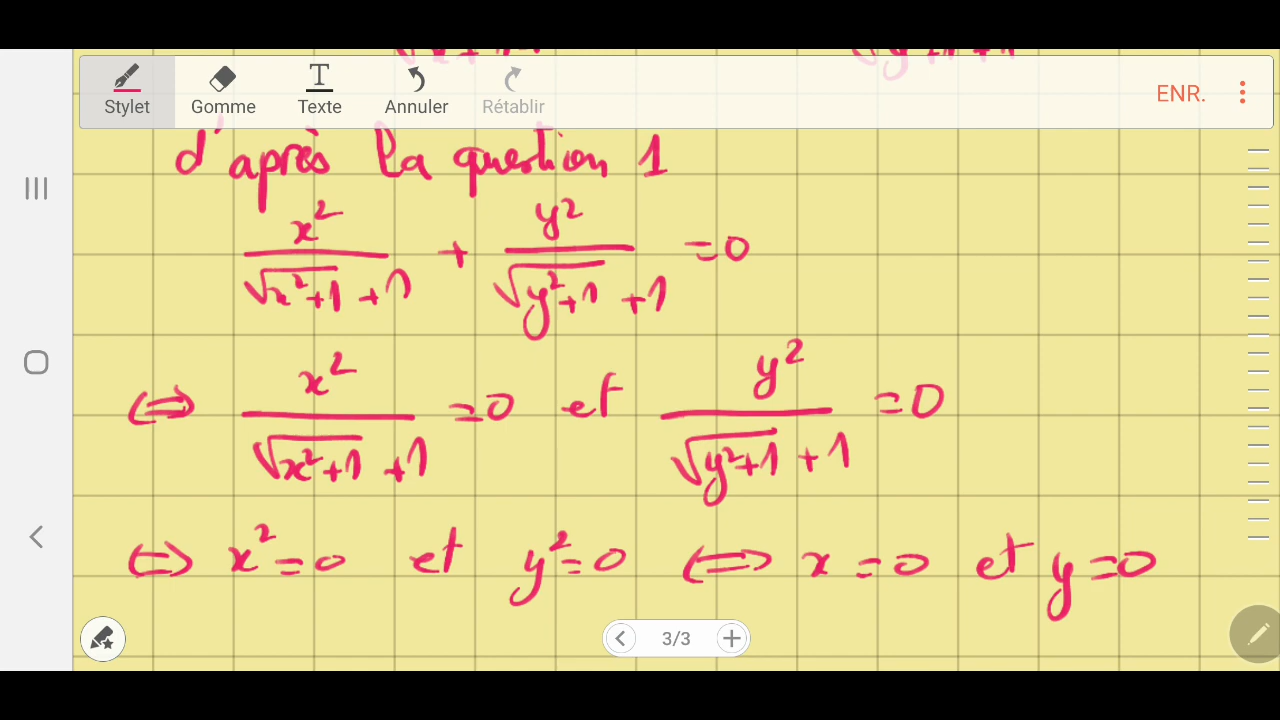 Stylet Gomme Texte Annuler Rétablir ENR.
d'après la question 1
x²/(√(x²+1) +1) + y²/(√(y²+1) +1) =0
⇔ x²/(√(x²+1) +1) =0 et y²/(√(y²+1) +1) =0
⇔ x²=0 et y²=0 ⇔ x=0 et y=0
3/3